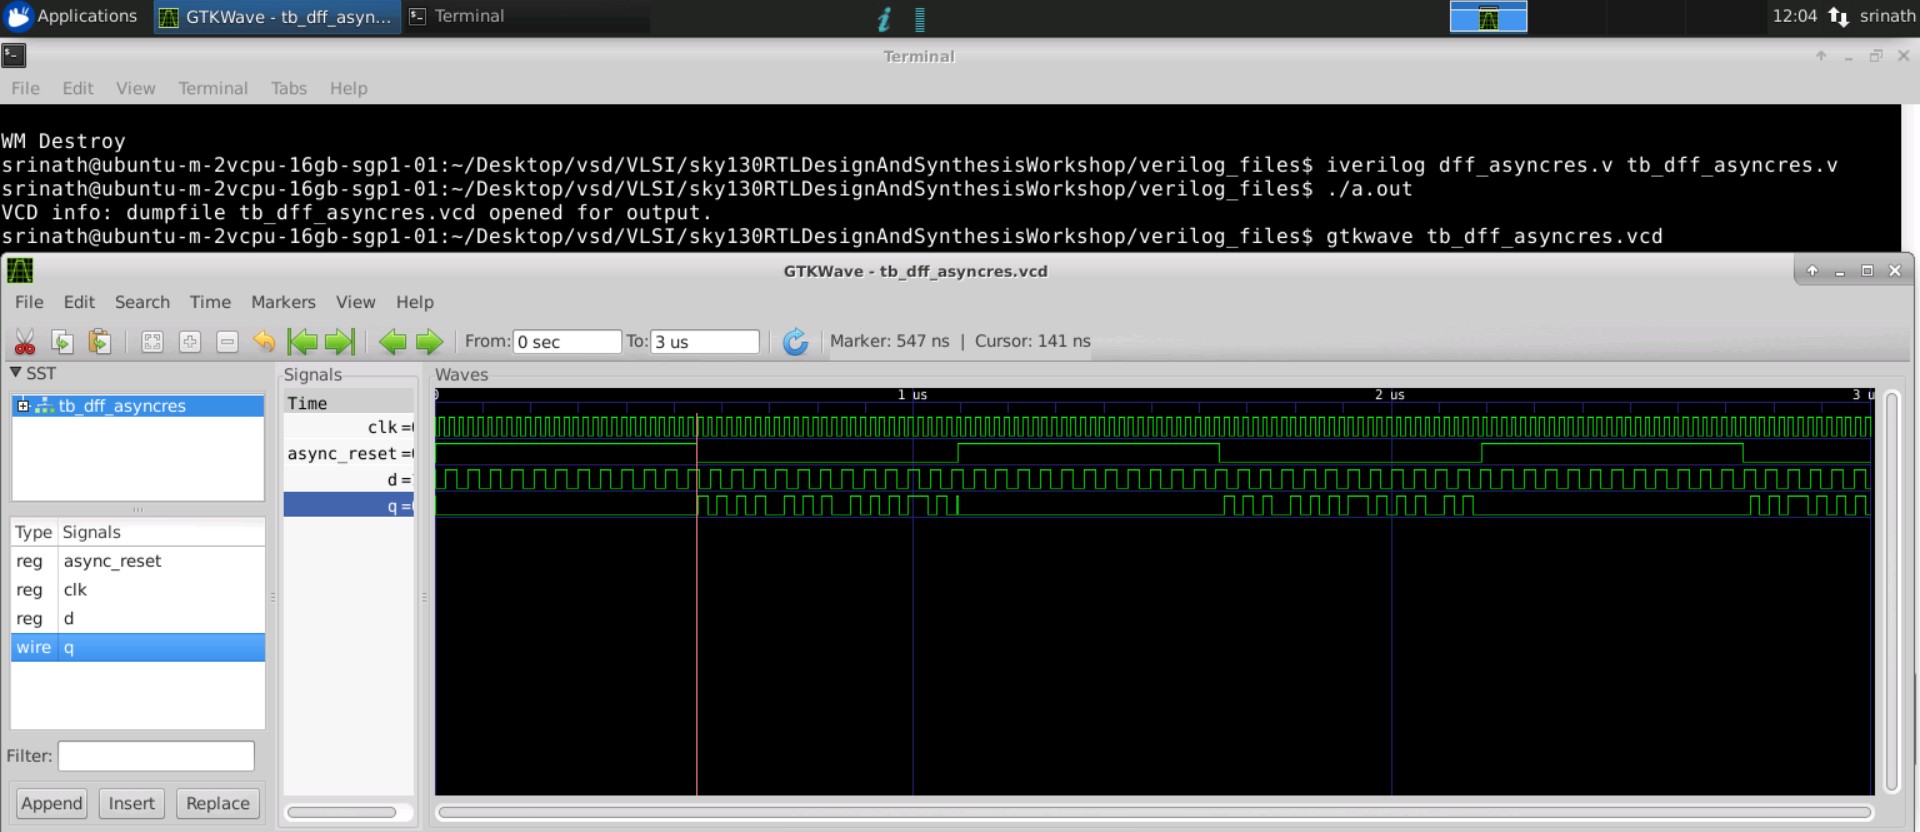 Applications GTKWave - tb_dff_asyn... Terminal 12:04 srinath
Terminal
File Edit View Terminal Tabs Help
WM Destroy
srinath@ubuntu-m-2vcpu-16gb-sgp1-01:~/Desktop/vsd/VLSI/sky130RTLDesignAndSynthesisWorkshop/verilog_files$ iverilog dff_asyncres.v tb_dff_asyncres.v
srinath@ubuntu-m-2vcpu-16gb-sgp1-01:~/Desktop/vsd/VLSI/sky130RTLDesignAndSynthesisWorkshop/verilog_files$ ./a.out
VCD info: dumpfile tb_dff_asyncres.vcd opened for output.
srinath@ubuntu-m-2vcpu-16gb-sgp1-01:~/Desktop/vsd/VLSI/sky130RTLDesignAndSynthesisWorkshop/verilog_files$ gtkwave tb_dff_asyncres.vcd
GTKWave - tb_dff_asyncres.vcd
File Edit Search Time Markers View Help
From: 0 sec To: 3 us Marker: 547 ns | Cursor: 141 ns
SST
tb_dff_asyncres
Type Signals
reg async_reset
reg clk
reg d
wire q
Filter:
Append Insert Replace
Signals
Time
clk =
async_reset =
d =
q =
Waves
1 us 2 us 3 u